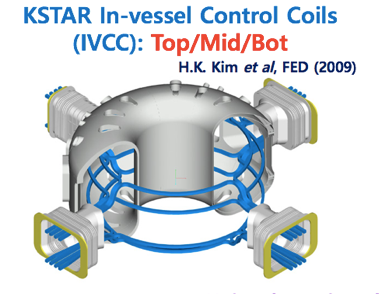 KSTAR In-vessel Control Coils
(IVCC): Top/Mid/Bot
H.K. Kim et al, FED (2009)